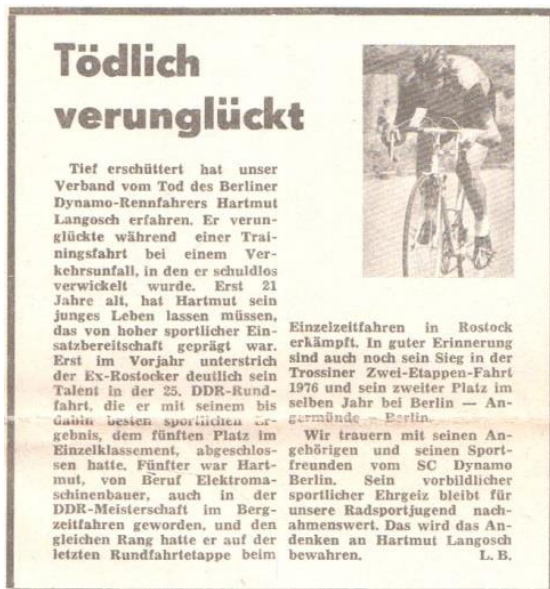 Tödlich
verunglückt
Tief erschüttert hat unser
Verband vom Tod des Berliner
Dynamo-Rennfahrers Hartmut
Langosch erfahren. Er verun-
glückte während einer Trai-
ningsfahrt bei einem Ver-
kehrsunfall, in den er schuldlos
verwickelt wurde. Erst 21
Jahre alt, hat Hartmut sein
junges Leben lassen müssen,
das von hoher sportlicher Ein-
satzbereitschaft geprägt war.
Erst im Vorjahr unterstrich
der Ex-Rostocker deutlich sein
Talent in der 25. DDR-Rund-
fahrt, die er mit seinem bis
dahin besten sportlichen Er-
gebnis, dem fünften Platz im
Einzelklassement, abgeschlos-
sen hatte. Fünfter war Hart-
mut, von Beruf Elektroma-
schinenbauer, auch in der
DDR-Meisterschaft im Berg-
zeitfahren geworden, und den
gleichen Rang hatte er auf der
letzten Rundfahrtetappe beim
Einzelzeitfahren in Rostock
erkämpft. In guter Erinnerung
sind auch noch sein Sieg in der
Trossiner Zwei-Etappen-Fahrt
1976 und sein zweiter Platz im
selben Jahr bei Berlin — An-
germünde — Berlin.
Wir trauern mit seinen An-
gehörigen und seinen Sport-
freunden vom SC Dynamo
Berlin. Sein vorbildlicher
sportlicher Ehrgeiz bleibt für
unsere Radsportjugend nach-
ahmenswert. Das wird das An-
denken an Hartmut Langosch
bewahren. L. B.